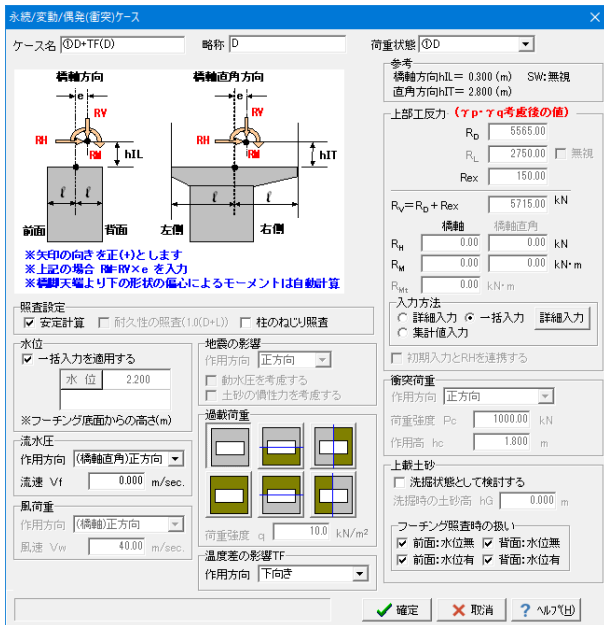 永続/変動/偶発(衝突)ケース
ケース名 ①D+TF(D) 略称 D 荷重状態 ①D
橋軸方向 橋軸直角方向
e e
RV RV
RH RM hIL RH RM hIT
ℓ ℓ ℓ ℓ
前面 背面 左側 右側
※矢印の向きを正(+)とします
※上記の場合 RM=RV×e を入力
※橋脚天端より下の形状の偏心によるモーメントは自動計算
参考
橋軸方向hIL= 0.300 (m) SW:無視
直角方向hIT= 2.800 (m)
上部工反力 (γp・γq考慮後の値)
RD 5565.00
RL 2750.00 無視
Rex 150.00
RV=RD+Rex 5715.00 kN
橋軸 橋軸直角
RH 0.00 0.00 kN
RM 0.00 0.00 kN・m
RMt 0.00 kN・m
入力方法
詳細入力 一括入力 詳細入力
集計値入力
初期入力とRHを連携する
照査設定
安定計算 耐久性の照査(1.0(D+L)) 柱のねじり照査
水位
一括入力を適用する
水 位 2.200
※フーチング底面からの高さ(m)
流水圧
作用方向 (橋軸直角)正方向
流速 Vf 0.000 m/sec.
風荷重
作用方向 (橋軸)正方向
風速 Vw 40.00 m/sec.
地震の影響
作用方向 正方向
動水圧を考慮する
土砂の慣性力を考慮する
過載荷重
荷重強度 q 10.0 kN/m²
温度差の影響TF
作用方向 下向き
衝突荷重
作用方向 正方向
荷重強度 Pc 1000.00 kN
作用高 hc 1.800 m
上載土砂
洗掘状態として検討する
洗掘時の土砂高 hG 0.000 m
フーチング照査時の扱い
前面:水位無 背面:水位無
前面:水位有 背面:水位有
確定 取消 ? ヘルプ(H)